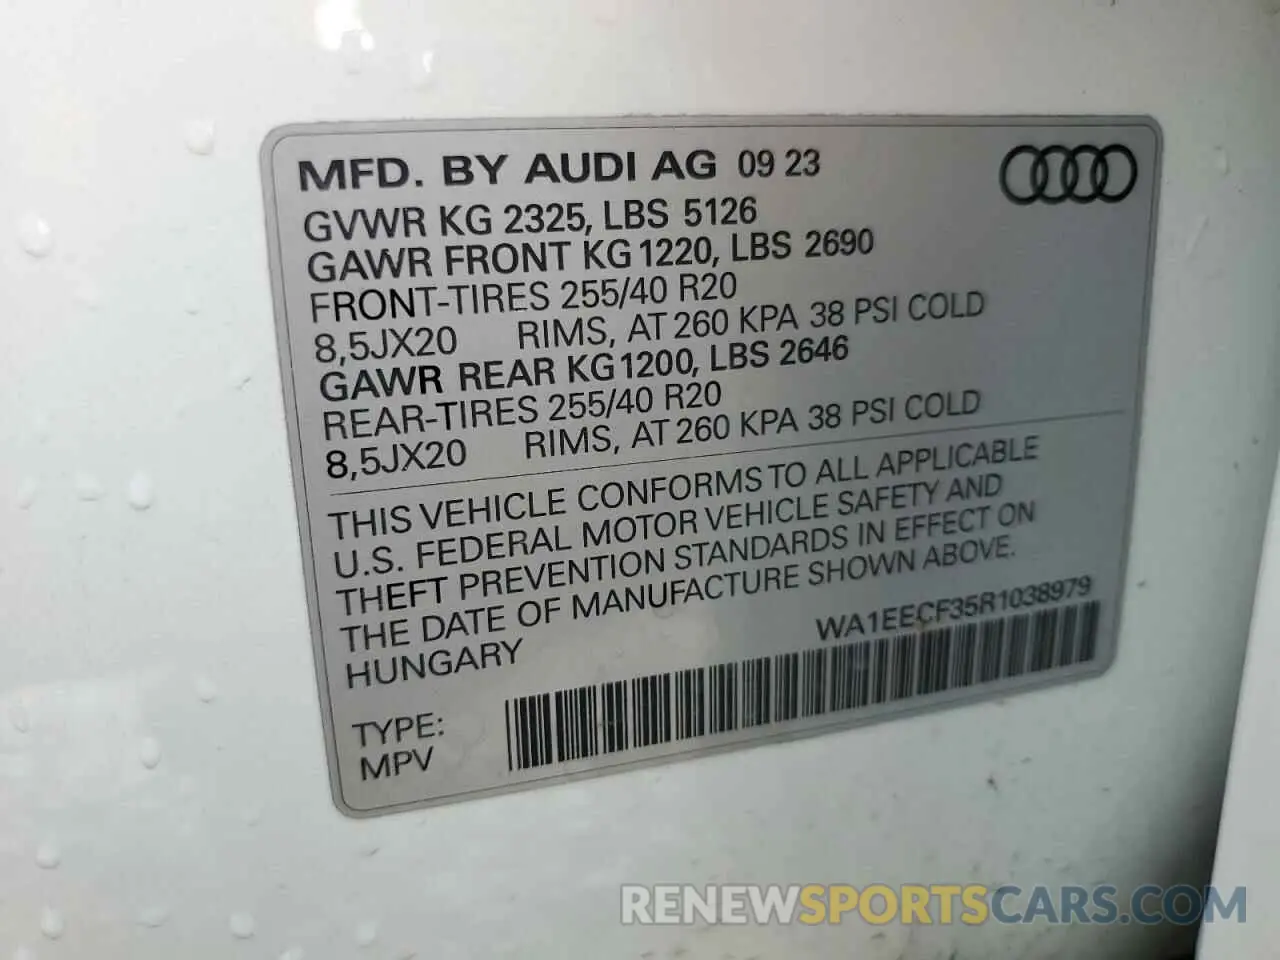 MFD. BY AUDI AG 09 23
GVWR KG 2325, LBS 5126
GAWR FRONT KG 1220, LBS 2690
FRONT-TIRES 255/40 R20
8,5JX20 RIMS, AT 260 KPA 38 PSI COLD
GAWR REAR KG 1200, LBS 2646
REAR-TIRES 255/40 R20
8,5JX20 RIMS, AT 260 KPA 38 PSI COLD
THIS VEHICLE CONFORMS TO ALL APPLICABLE
U.S. FEDERAL MOTOR VEHICLE SAFETY AND
THEFT PREVENTION STANDARDS IN EFFECT ON
THE DATE OF MANUFACTURE SHOWN ABOVE.
HUNGARY WA1EECF35R1038979
TYPE:
MPV
RENEWSPORTSCARS.COM